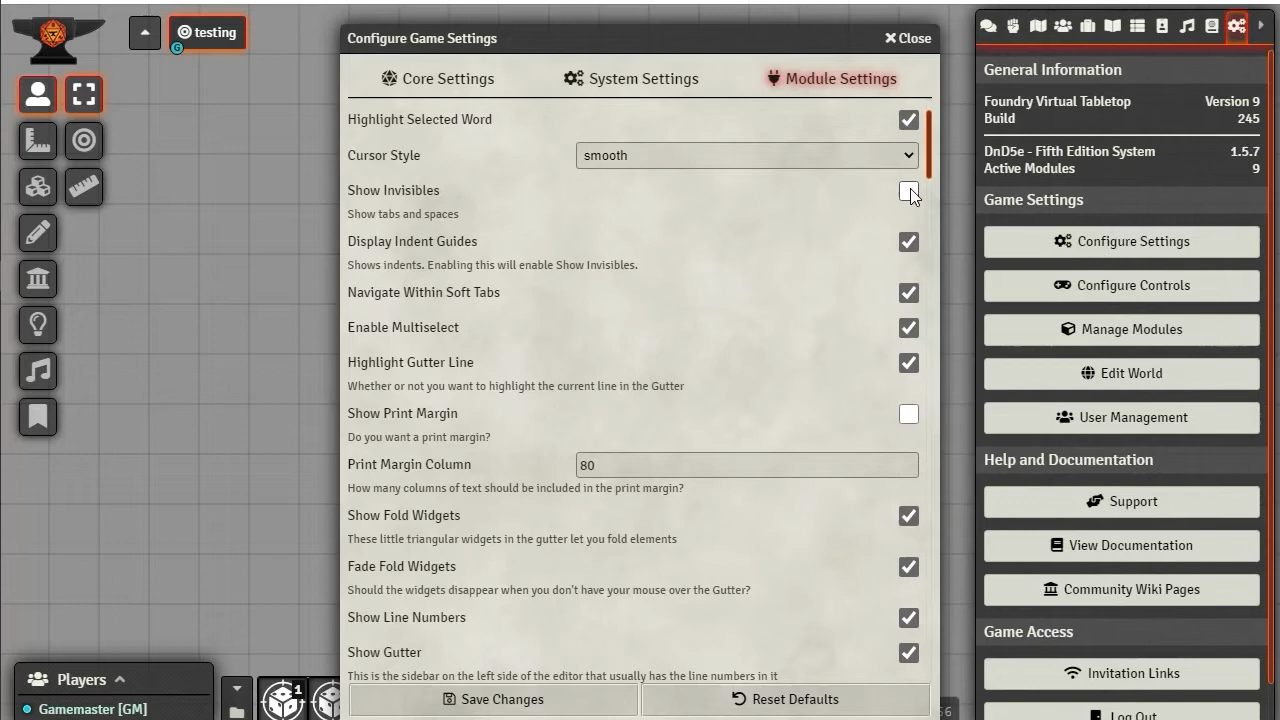 testing
G
Configure Game Settings
Close
Core Settings
System Settings
Module Settings
Highlight Selected Word
Cursor Style
smooth
Show Invisibles
Show tabs and spaces
Display Indent Guides
Shows indents. Enabling this will enable Show Invisibles.
Navigate Within Soft Tabs
Enable Multiselect
Highlight Gutter Line
Whether or not you want to highlight the current line in the Gutter
Show Print Margin
Do you want a print margin?
Print Margin Column
80
How many columns of text should be included in the print margin?
Show Fold Widgets
These little triangular widgets in the gutter let you fold elements
Fade Fold Widgets
Should the widgets disappear when you don't have your mouse over the Gutter?
Show Line Numbers
Show Gutter
This is the sidebar on the left side of the editor that usually has the line numbers in it
Save Changes
Reset Defaults
General Information
Foundry Virtual Tabletop Version 9
Build 245
DnD5e - Fifth Edition System 1.5.7
Active Modules 9
Game Settings
Configure Settings
Configure Controls
Manage Modules
Edit World
User Management
Help and Documentation
Support
View Documentation
Community Wiki Pages
Game Access
Invitation Links
Log Out
Players
Gamemaster [GM]
1